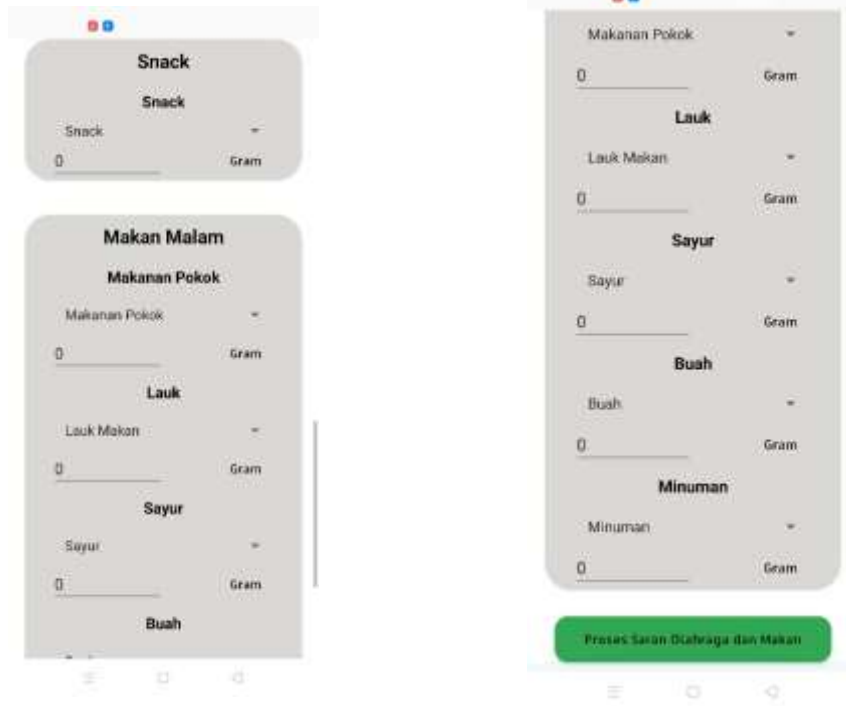 Snack
Snack
Snack
0 Gram
Makan Malam
Makanan Pokok
Makanan Pokok
0 Gram
Lauk
Lauk Makan
0 Gram
Sayur
Sayur
0 Gram
Buah
Makanan Pokok
0 Gram
Lauk
Lauk Makan
0 Gram
Sayur
Sayur
0 Gram
Buah
Buah
0 Gram
Minuman
Minuman
0 Gram
Proses Saran Olahraga dan Makan